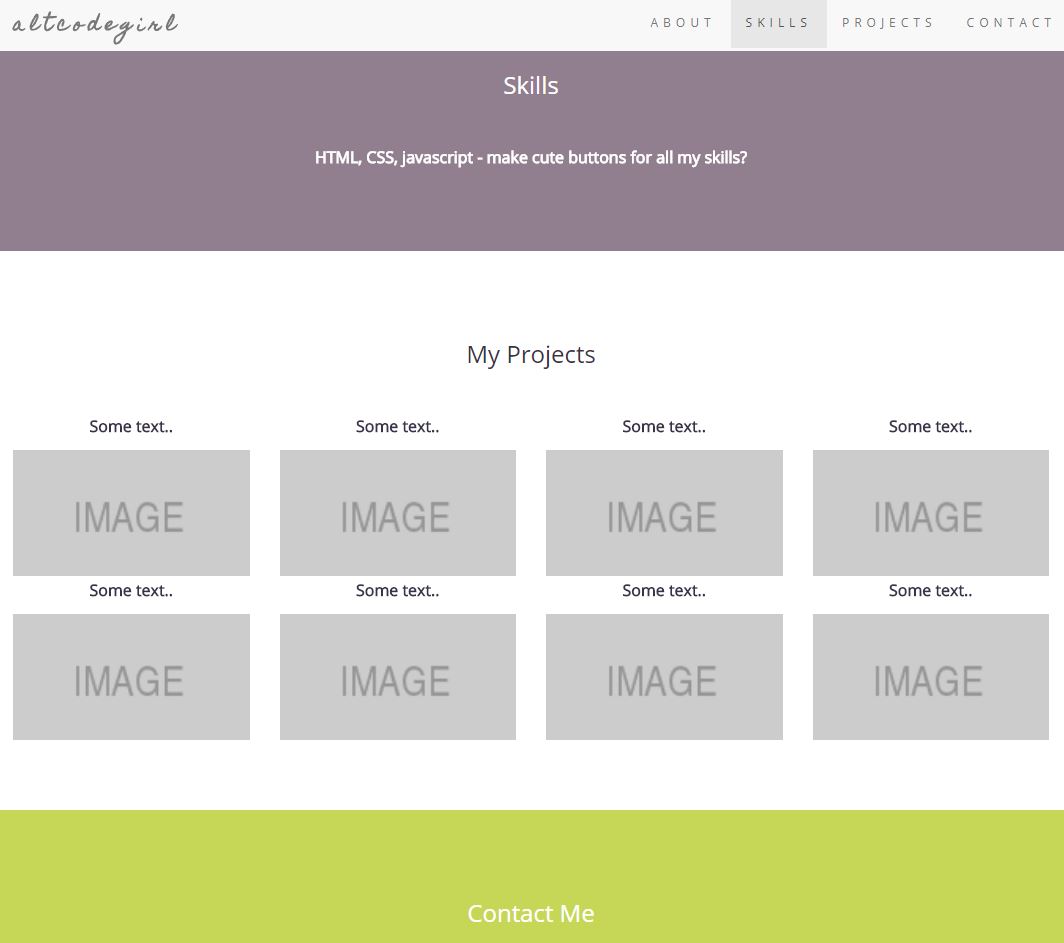 altcodegirl ABOUT SKILLS PROJECTS CONTACT
Skills
HTML, CSS, javascript - make cute buttons for all my skills?
My Projects
Some text.. Some text.. Some text.. Some text..
IMAGE IMAGE IMAGE IMAGE
Some text.. Some text.. Some text.. Some text..
IMAGE IMAGE IMAGE IMAGE
Contact Me